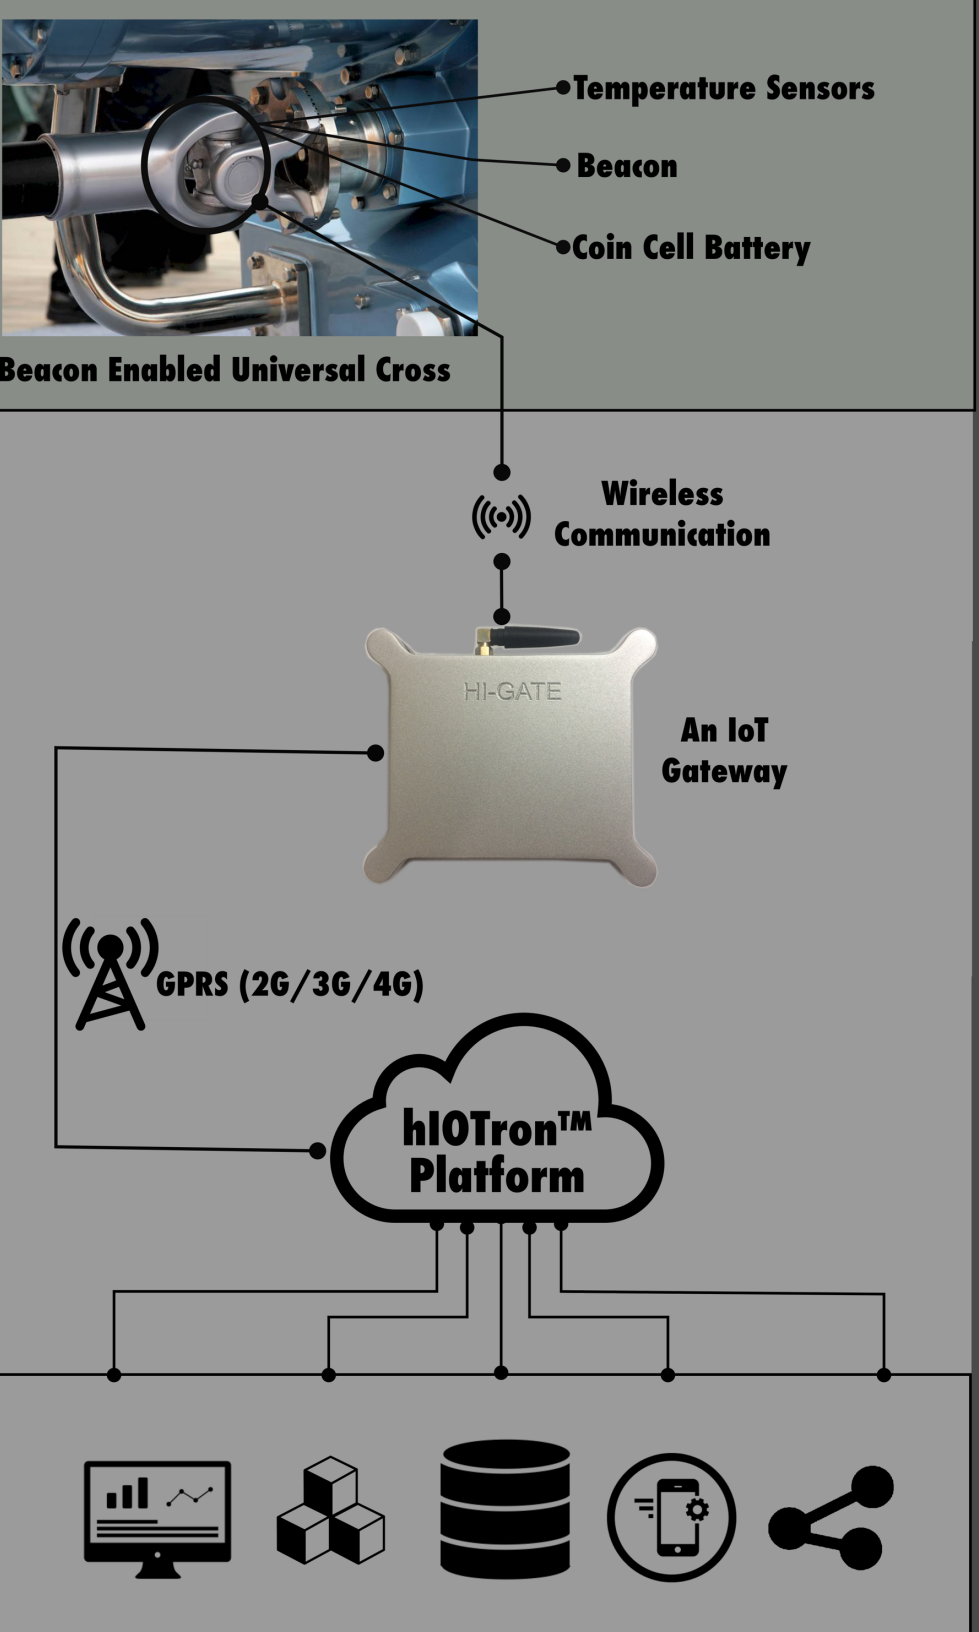 Temperature Sensors
Beacon
Coin Cell Battery
Beacon Enabled Universal Cross
Wireless
Communication
HI-GATE
An IoT
Gateway
GPRS (2G/3G/4G)
hIOTron™
Platform